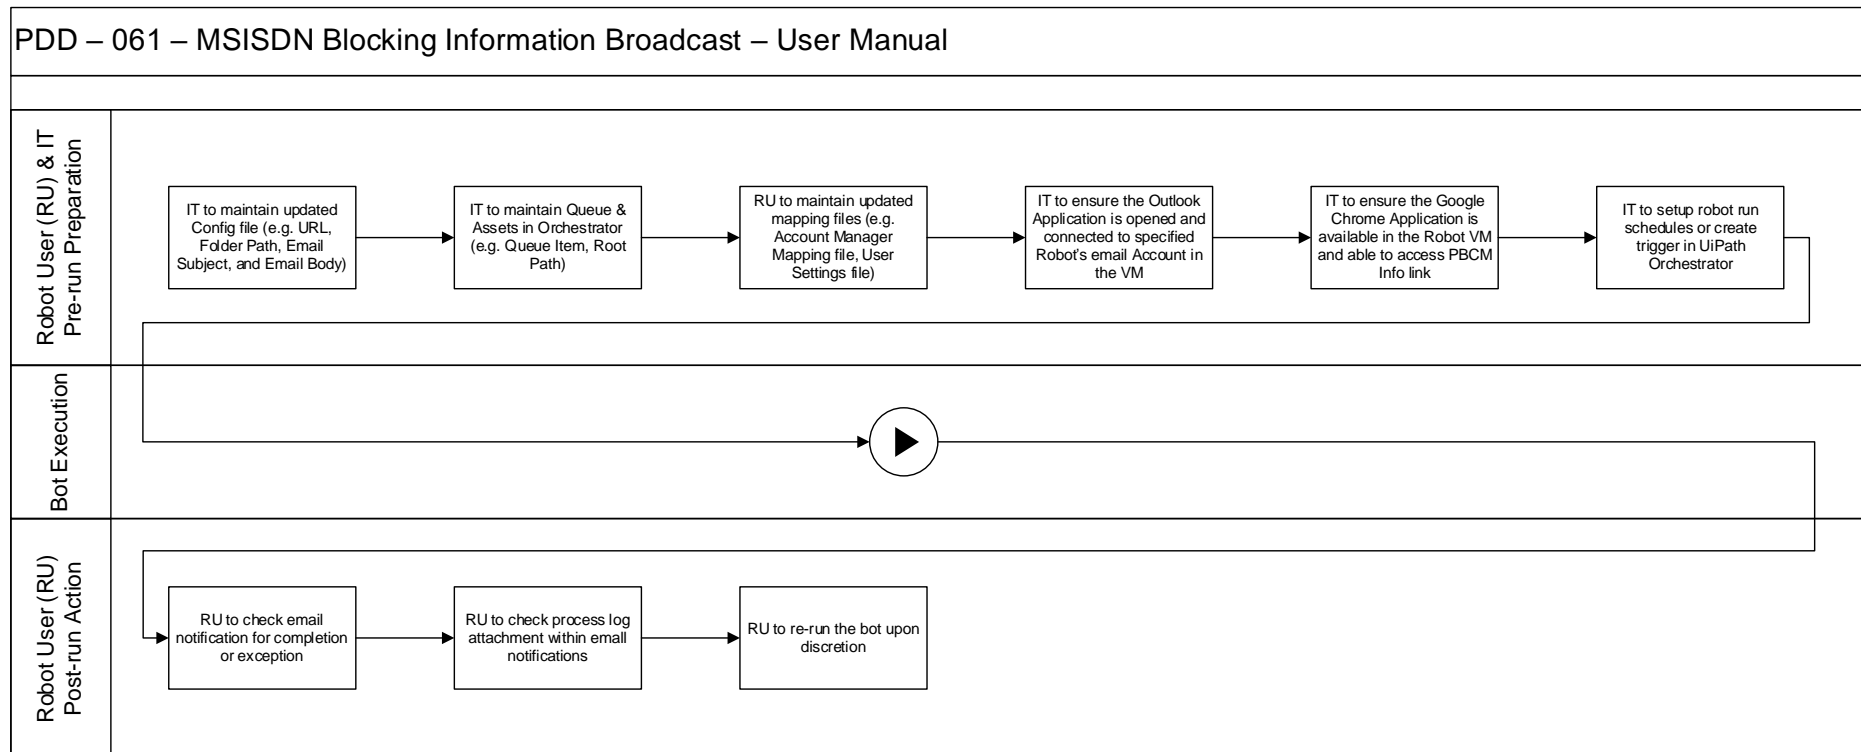 PDD – 061 – MSISDN Blocking Information Broadcast – User Manual
Robot User (RU) & IT
Pre-run Preparation
IT to maintain updated
Config file (e.g. URL,
Folder Path, Email
Subject, and Email Body)
IT to maintain Queue &
Assets in Orchestrator
(e.g. Queue Item, Root
Path)
RU to maintain updated
mapping files (e.g.
Account Manager
Mapping file, User
Settings file)
IT to ensure the Outlook
Application is opened and
connected to specified
Robot's email Account in
the VM
IT to ensure the Google
Chrome Application is
available in the Robot VM
and able to access PBCM
Info link
IT to setup robot run
schedules or create
trigger in UiPath
Orchestrator
Bot Execution
Robot User (RU)
Post-run Action
RU to check email
notification for completion
or exception
RU to check process log
attachment within email
notifications
RU to re-run the bot upon
discretion